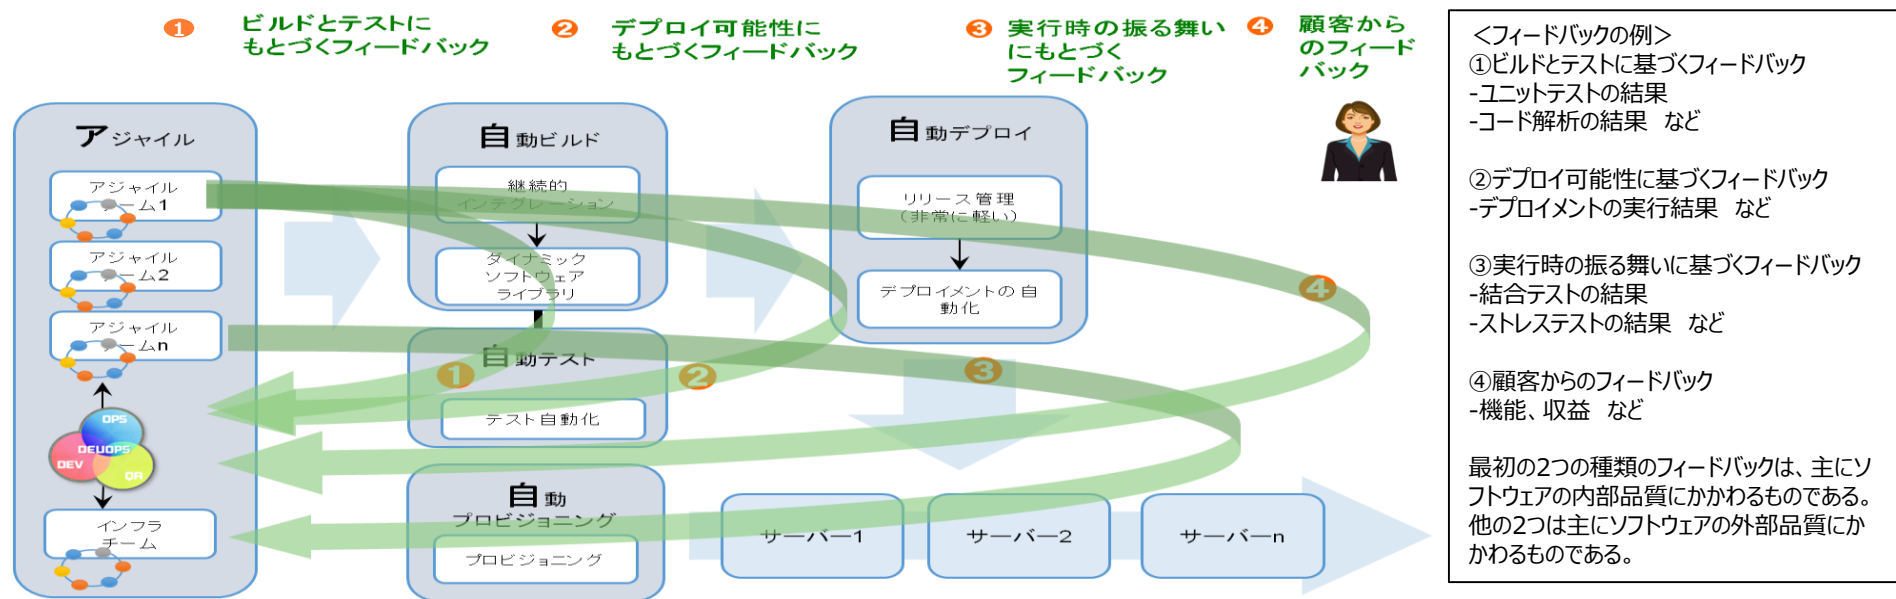 ❶ ビルドとテストに
もとづくフィードバック
❷ デプロイ可能性に
もとづくフィードバック
❸ 実行時の振る舞い
にもとづく
フィードバック
❹ 顧客から
のフィード
バック
アジャイル
アジャイル
チーム1
アジャイル
チーム2
アジャイル
チームn
OPS
DEVOPS
DEV
QA
インフラ
チーム
自動ビルド
継続的
インテグレーション
ダイナミック
ソフトウェア
ライブラリ
自動テスト
テスト自動化
自動
プロビジョニング
プロビジョニング
自動デプロイ
リリース管理
(非常に軽い)
デプロイメントの自
動化
❶
❷
❸
❹
サーバー1
サーバー2
サーバーn
<フィードバックの例>
①ビルドとテストに基づくフィードバック
-ユニットテストの結果
-コード解析の結果 など
②デプロイ可能性に基づくフィードバック
-デプロイメントの実行結果 など
③実行時の振る舞いに基づくフィードバック
-結合テストの結果
-ストレステストの結果 など
④顧客からのフィードバック
-機能、収益 など
最初の2つの種類のフィードバックは、主にソ
フトウェアの内部品質にかかわるものである。
他の2つは主にソフトウェアの外部品質にか
かわるものである。